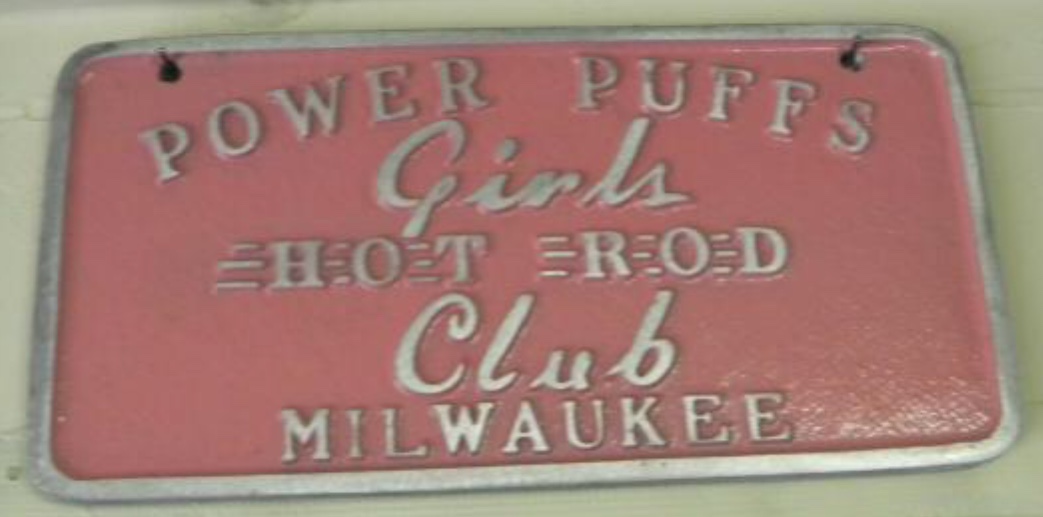 POWER PUFFS
Girls
HOT ROD
Club
MILWAUKEE